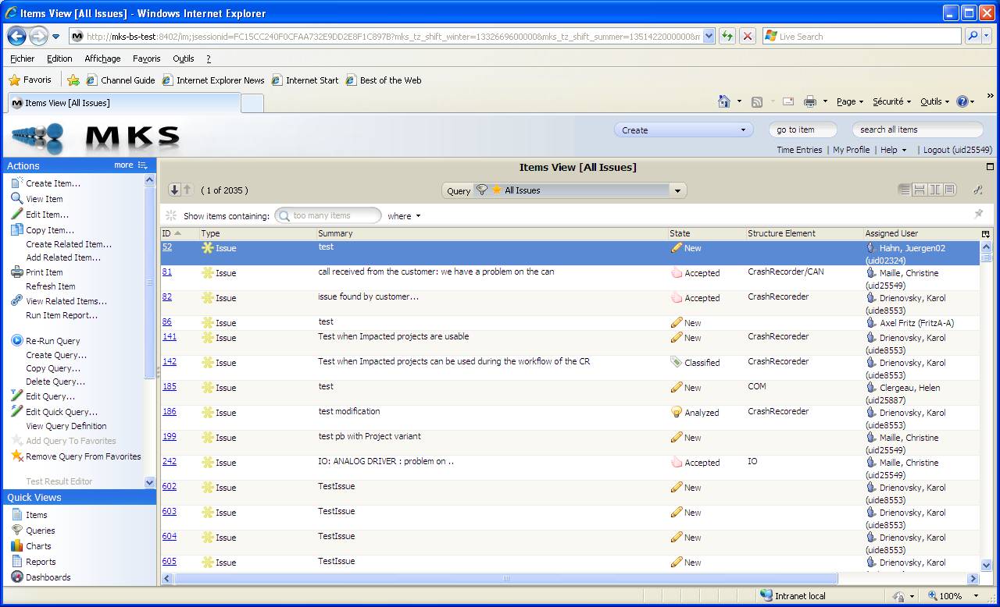 Items View [All Issues] - Windows Internet Explorer
http://mks-bs-test:8402/im;jsessionid=FC15CC240F0CFAA732E9DD2E8F1C897B?mks_tz_shift_winter=1332669600000&mks_tz_shift_summer=1351422000000&m
Live Search
Fichier Edition Affichage Favoris Outils ?
Favoris Channel Guide Internet Explorer News Internet Start Best of the Web
Items View [All Issues] Page Sécurité Outils
MKS
Create go to item search all items
Time Entries | My Profile | Help | Logout (uid25549)
Actions more
Create Item...
View Item
Edit Item...
Copy Item...
Create Related Item...
Add Related Item...
Print Item
Refresh Item
View Related Items...
Run Item Report...
Re-Run Query
Create Query...
Copy Query...
Delete Query...
Edit Query...
Edit Quick Query...
View Query Definition
Add Query To Favorites
Remove Query From Favorites
Test Result Editor
Quick Views
Items
Queries
Charts
Reports
Dashboards
Items View [All Issues]
( 1 of 2035 ) Query All Issues
Show items containing: too many items where
ID Type Summary State Structure Element Assigned User
52 Issue test New Hahn, Juergen02
(uid02324)
81 Issue call received from the customer: we have a problem on the can Accepted CrashRecorder/CAN Maille, Christine
(uid25549)
82 Issue issue found by customer... Accepted CrashRecoreder Drienovsky, Karol
(uide8553)
86 Issue test New Axel Fritz (FritzA-A)
141 Issue Test when Impacted projects are usable New CrashRecoreder Drienovsky, Karol
(uide8553)
142 Issue Test when Impacted projects can be used during the workflow of the CR Classified CrashRecoreder Drienovsky, Karol
(uide8553)
185 Issue test New COM Clergeau, Helen
(uid25887)
186 Issue test modification Analyzed CrashRecoreder Drienovsky, Karol
(uide8553)
199 Issue test pb with Project variant New Maille, Christine
(uid25549)
242 Issue IO: ANALOG DRIVER : problem on .. Accepted IO Maille, Christine
(uid25549)
602 Issue TestIssue New Drienovsky, Karol
(uide8553)
603 Issue TestIssue New Drienovsky, Karol
(uide8553)
604 Issue TestIssue New Drienovsky, Karol
(uide8553)
605 Issue TestIssue New Drienovsky, Karol
Intranet local 100%